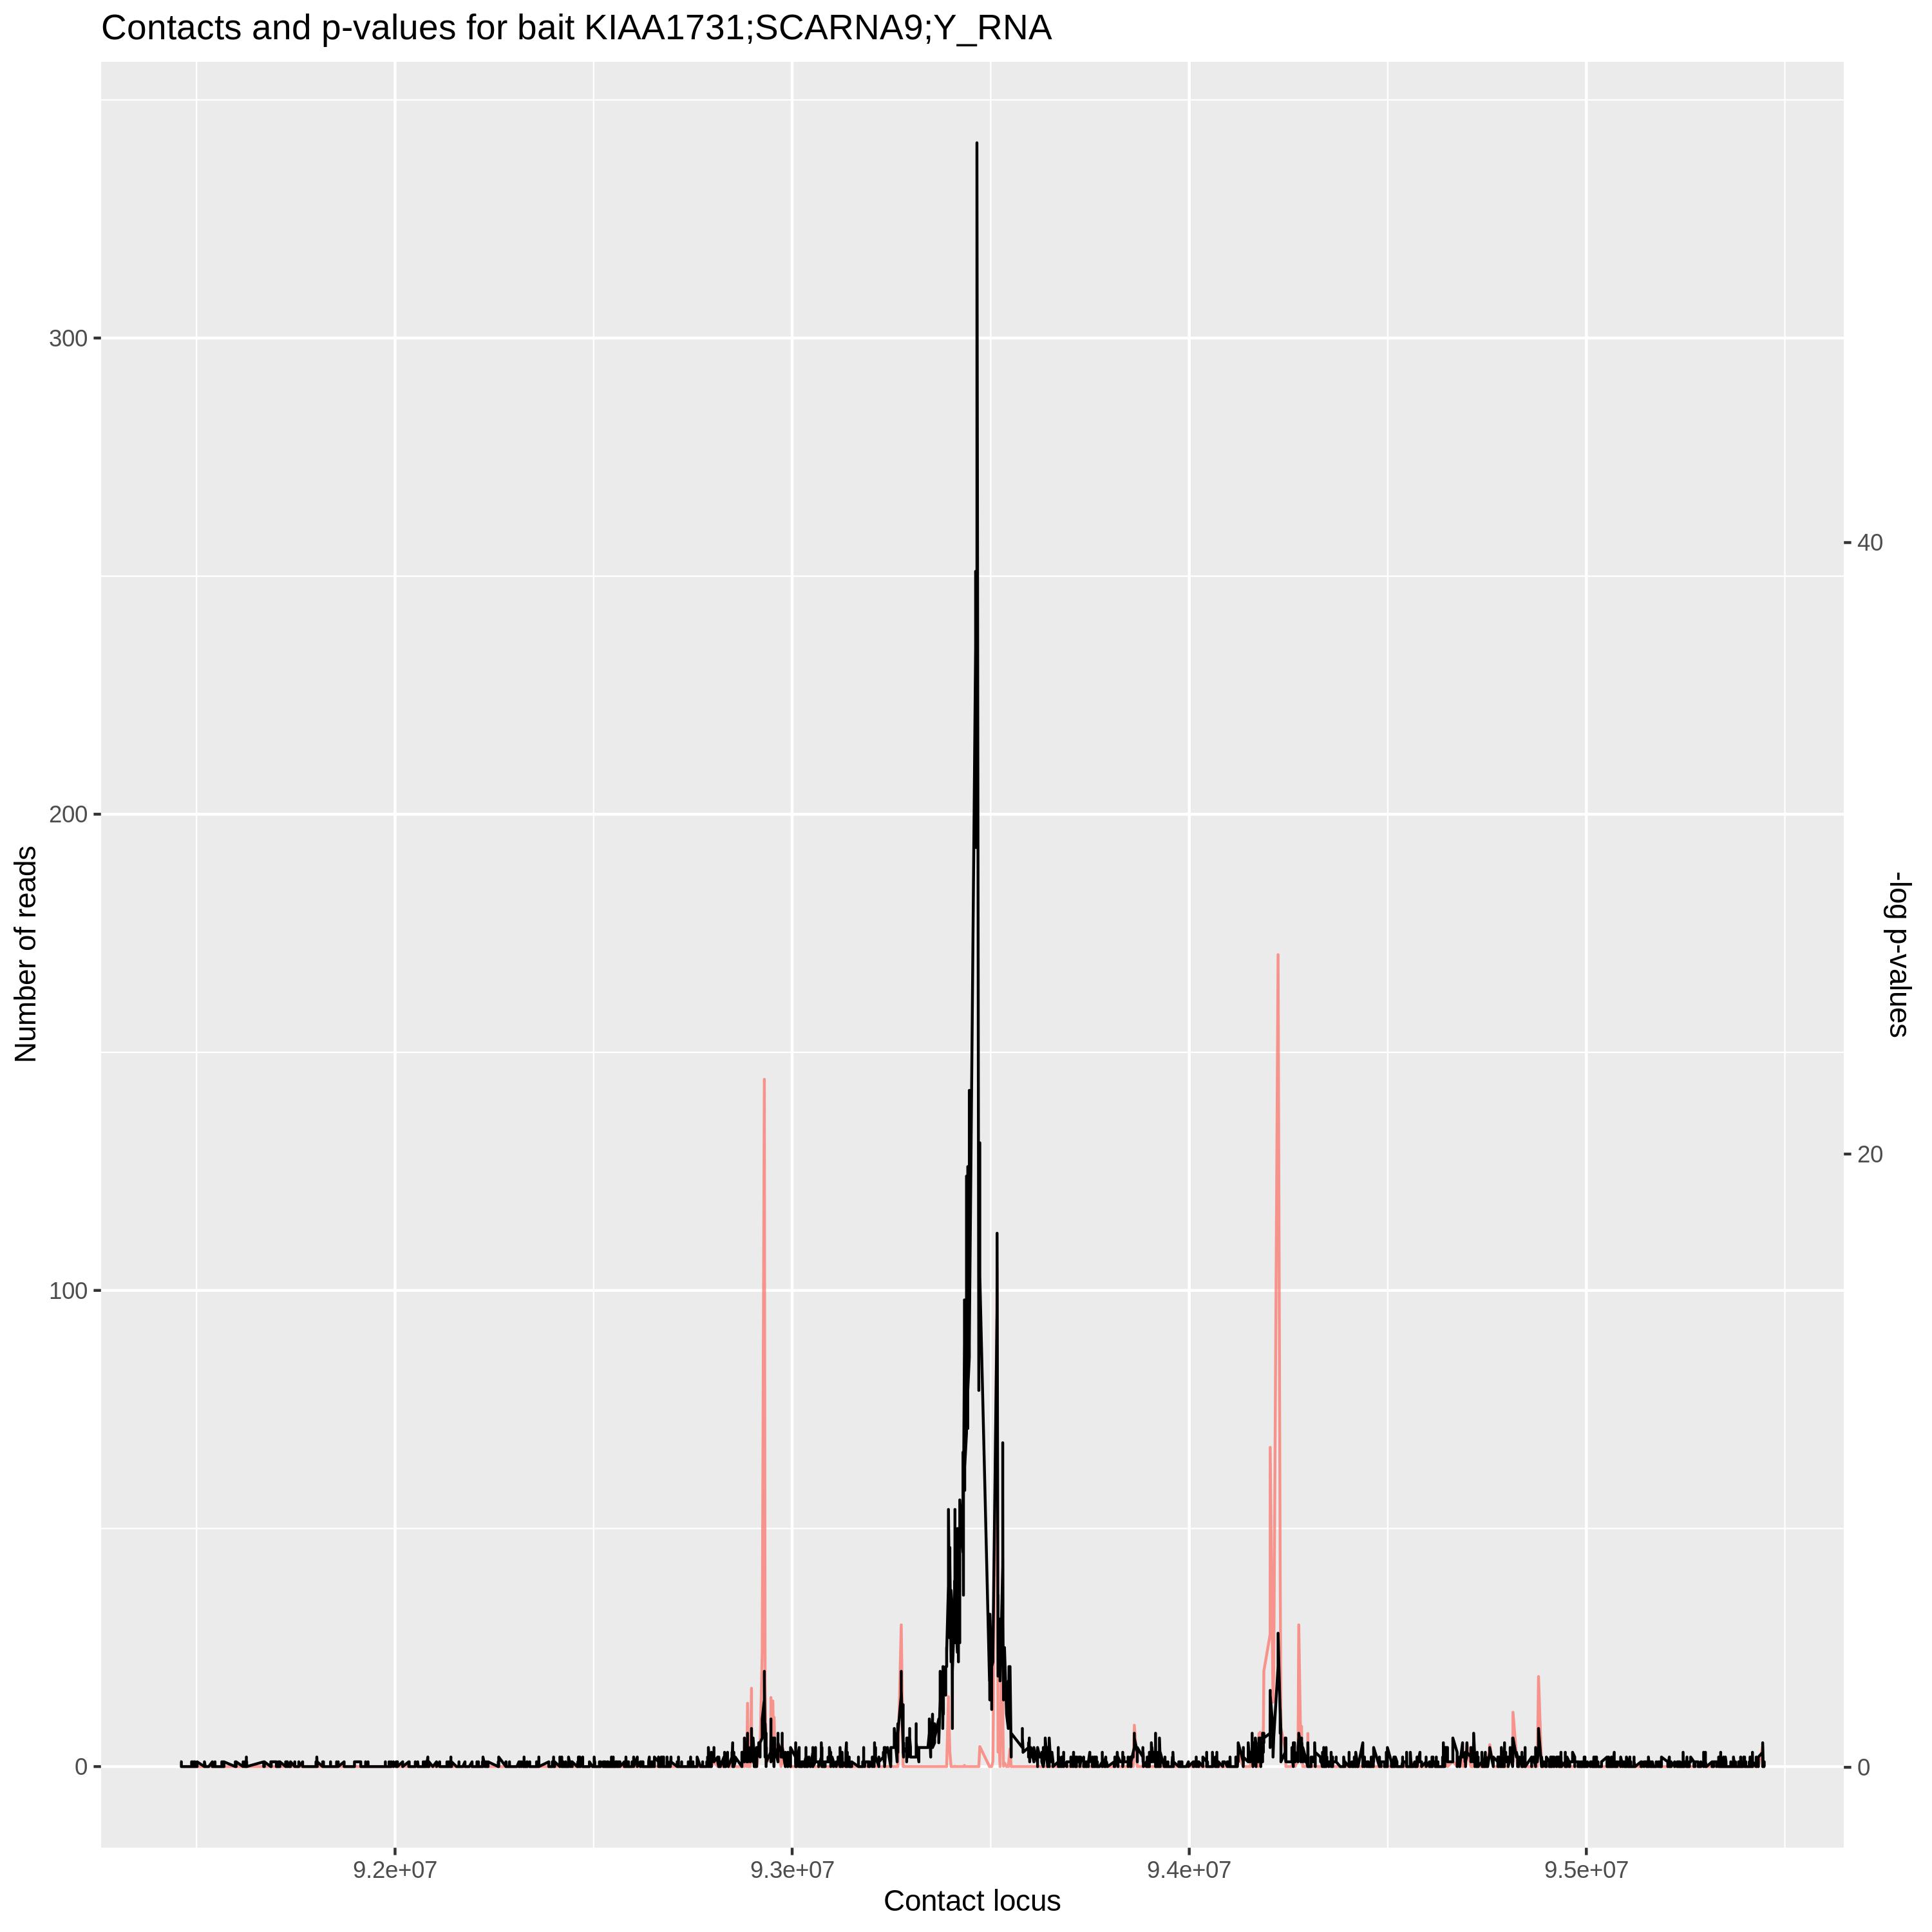 Contacts and p-values for bait KIAA1731;SCARNA9;Y_RNA
300
200
100
0
Number of reads
40
20
0
-log p-values
9.2e+07
9.3e+07
9.4e+07
9.5e+07
Contact locus